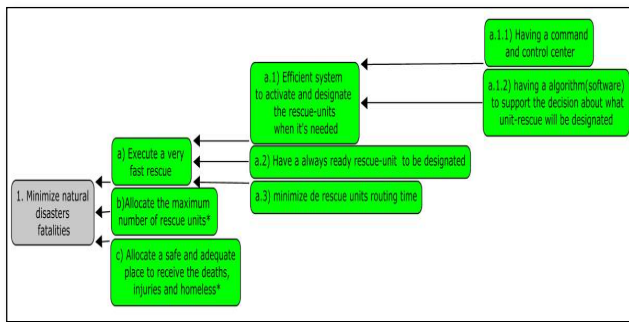 1. Minimize natural
disasters
fatalities
a) Execute a very
fast rescue
b)Allocate the maximum
number of rescue units*
c) Allocate a safe and adequate
place to receive the deaths,
injuries and homeless*
a.1) Efficient system
to activate and designate
the rescue-units
when it's needed
a.2) Have a always ready rescue-unit to be designated
a.3) minimize de rescue units routing time
a.1.1) Having a command
and control center
a.1.2) having a algorithm(software)
to support the decision about what
unit-rescue will be designated